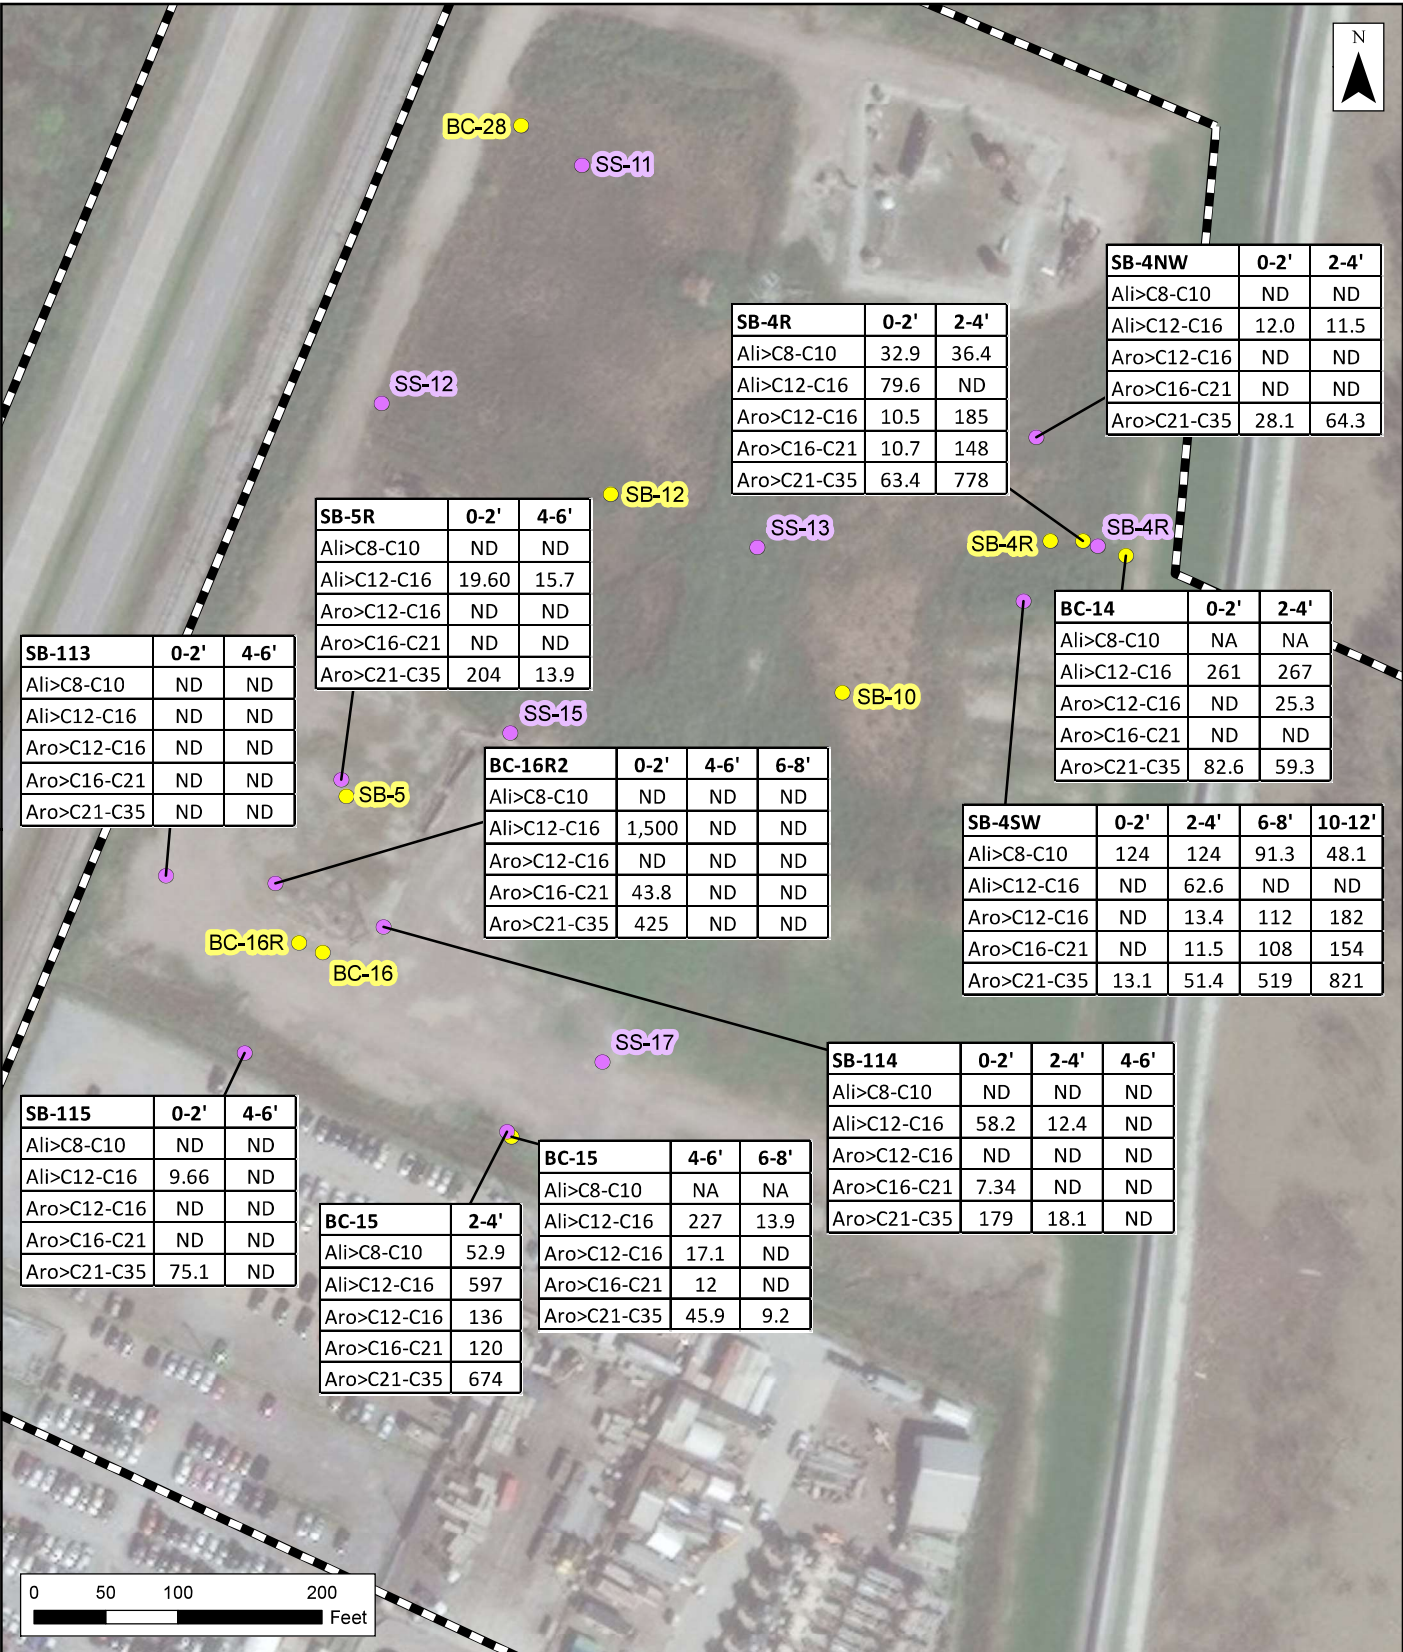 N
BC-28
SS-11
SB-4NW 0-2' 2-4'
Ali>C8-C10 ND ND
Ali>C12-C16 12.0 11.5
Aro>C12-C16 ND ND
Aro>C16-C21 ND ND
Aro>C21-C35 28.1 64.3
SB-4R 0-2' 2-4'
Ali>C8-C10 32.9 36.4
Ali>C12-C16 79.6 ND
Aro>C12-C16 10.5 185
Aro>C16-C21 10.7 148
Aro>C21-C35 63.4 778
SS-12
SB-12
SB-5R 0-2' 4-6'
Ali>C8-C10 ND ND
Ali>C12-C16 19.60 15.7
Aro>C12-C16 ND ND
Aro>C16-C21 ND ND
Aro>C21-C35 204 13.9
SS-13
SB-4R
SB-4R
BC-14 0-2' 2-4'
Ali>C8-C10 NA NA
Ali>C12-C16 261 267
Aro>C12-C16 ND 25.3
Aro>C16-C21 ND ND
Aro>C21-C35 82.6 59.3
SB-113 0-2' 4-6'
Ali>C8-C10 ND ND
Ali>C12-C16 ND ND
Aro>C12-C16 ND ND
Aro>C16-C21 ND ND
Aro>C21-C35 ND ND
SB-10
SS-15
SB-5
BC-16R2 0-2' 4-6' 6-8'
Ali>C8-C10 ND ND ND
Ali>C12-C16 1,500 ND ND
Aro>C12-C16 ND ND ND
Aro>C16-C21 43.8 ND ND
Aro>C21-C35 425 ND ND
SB-4SW 0-2' 2-4' 6-8' 10-12'
Ali>C8-C10 124 124 91.3 48.1
Ali>C12-C16 ND 62.6 ND ND
Aro>C12-C16 ND 13.4 112 182
Aro>C16-C21 ND 11.5 108 154
Aro>C21-C35 13.1 51.4 519 821
BC-16R
BC-16
SS-17
SB-114 0-2' 2-4' 4-6'
Ali>C8-C10 ND ND ND
Ali>C12-C16 58.2 12.4 ND
Aro>C12-C16 ND ND ND
Aro>C16-C21 7.34 ND ND
Aro>C21-C35 179 18.1 ND
SB-115 0-2' 4-6'
Ali>C8-C10 ND ND
Ali>C12-C16 9.66 ND
Aro>C12-C16 ND ND
Aro>C16-C21 ND ND
Aro>C21-C35 75.1 ND
BC-15 4-6' 6-8'
Ali>C8-C10 NA NA
Ali>C12-C16 227 13.9
Aro>C12-C16 17.1 ND
Aro>C16-C21 12 ND
Aro>C21-C35 45.9 9.2
BC-15 2-4'
Ali>C8-C10 52.9
Ali>C12-C16 597
Aro>C12-C16 136
Aro>C16-C21 120
Aro>C21-C35 674
0 50 100 200
Feet